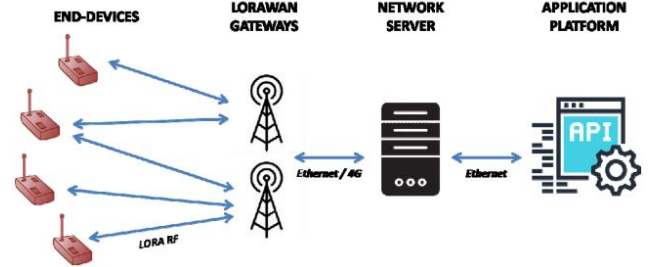 END-DEVICES
LORAWAN
GATEWAYS
NETWORK
SERVER
APPLICATION
PLATFORM
API
Ethernet / 4G
Ethernet
LORA RF